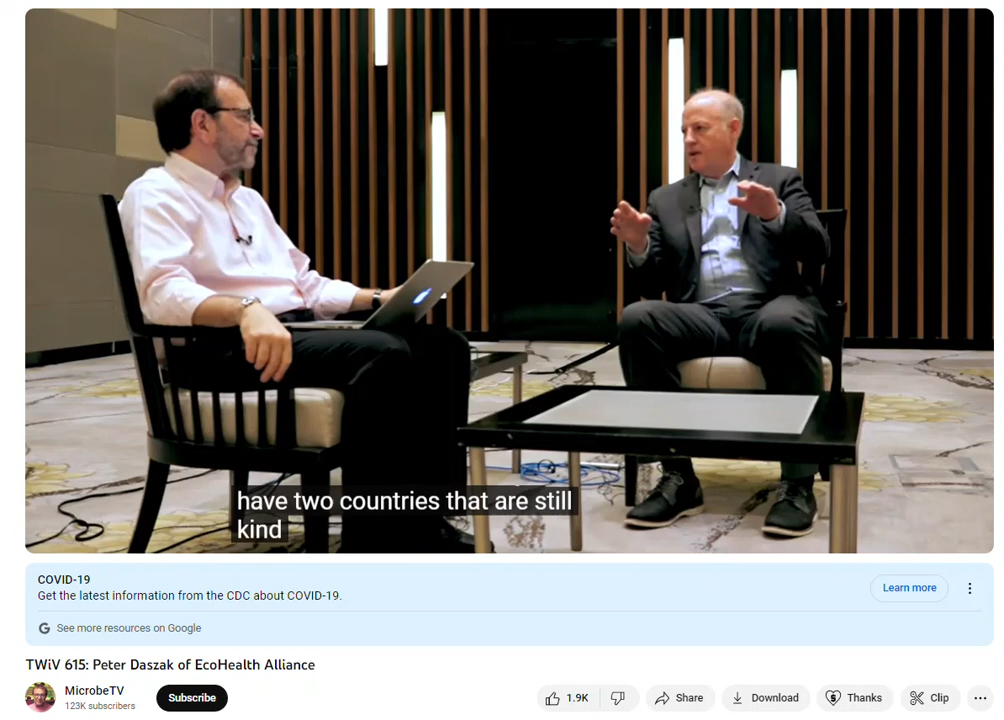 have two countries that are still
kind
COVID-19
Get the latest information from the CDC about COVID-19.
Learn more
See more resources on Google
TWiV 615: Peter Daszak of EcoHealth Alliance
MicrobeTV
123K subscribers
Subscribe
1.9K
Share
Download
Thanks
Clip